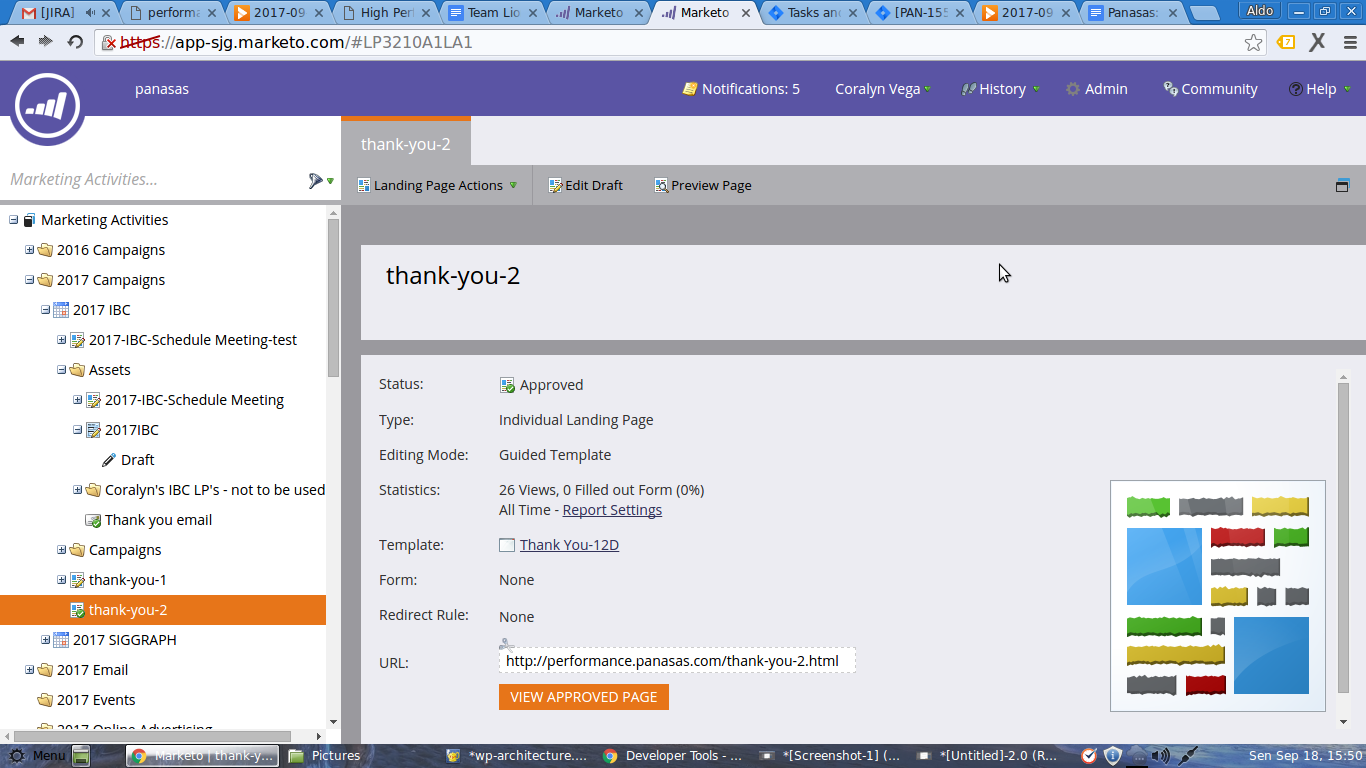 [JIRA]
performa
2017-09
High Per
Team Lio
Marketo
Marketo
Tasks an
[PAN-155
2017-09
Panasas:
Aldo
https://app-sjg.marketo.com/#LP3210A1LA1
7
panasas
Notifications: 5
Coralyn Vega
History
Admin
Community
Help
thank-you-2
Marketing Activities...
Landing Page Actions
Edit Draft
Preview Page
Marketing Activities
2016 Campaigns
2017 Campaigns
2017 IBC
2017-IBC-Schedule Meeting-test
Assets
2017-IBC-Schedule Meeting
2017IBC
Draft
Coralyn's IBC LP's - not to be used
Thank you email
Campaigns
thank-you-1
thank-you-2
2017 SIGGRAPH
2017 Email
2017 Events
2017 Online Advertising
thank-you-2
Status:
Approved
Type:
Individual Landing Page
Editing Mode:
Guided Template
Statistics:
26 Views, 0 Filled out Form (0%)
All Time - Report Settings
Template:
Thank You-12D
Form:
None
Redirect Rule:
None
URL:
http://performance.panasas.com/thank-you-2.html
VIEW APPROVED PAGE
Menu
Marketo | thank-y...
Pictures
*wp-architecture....
Developer Tools - ...
*[Screenshot-1] (...
*[Untitled]-2.0 (R...
Sen Sep 18, 15:50